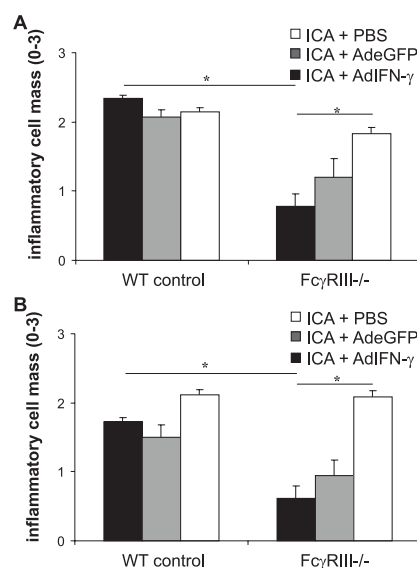 A
inflammatory cell mass (0-3)
3
2
1
0
ICA + PBS
ICA + AdeGFP
ICA + AdIFN-γ
*
*
WT control
FcγRIII-/-
B
inflammatory cell mass (0-3)
3
2
1
0
ICA + PBS
ICA + AdeGFP
ICA + AdIFN-γ
*
*
WT control
FcγRIII-/-